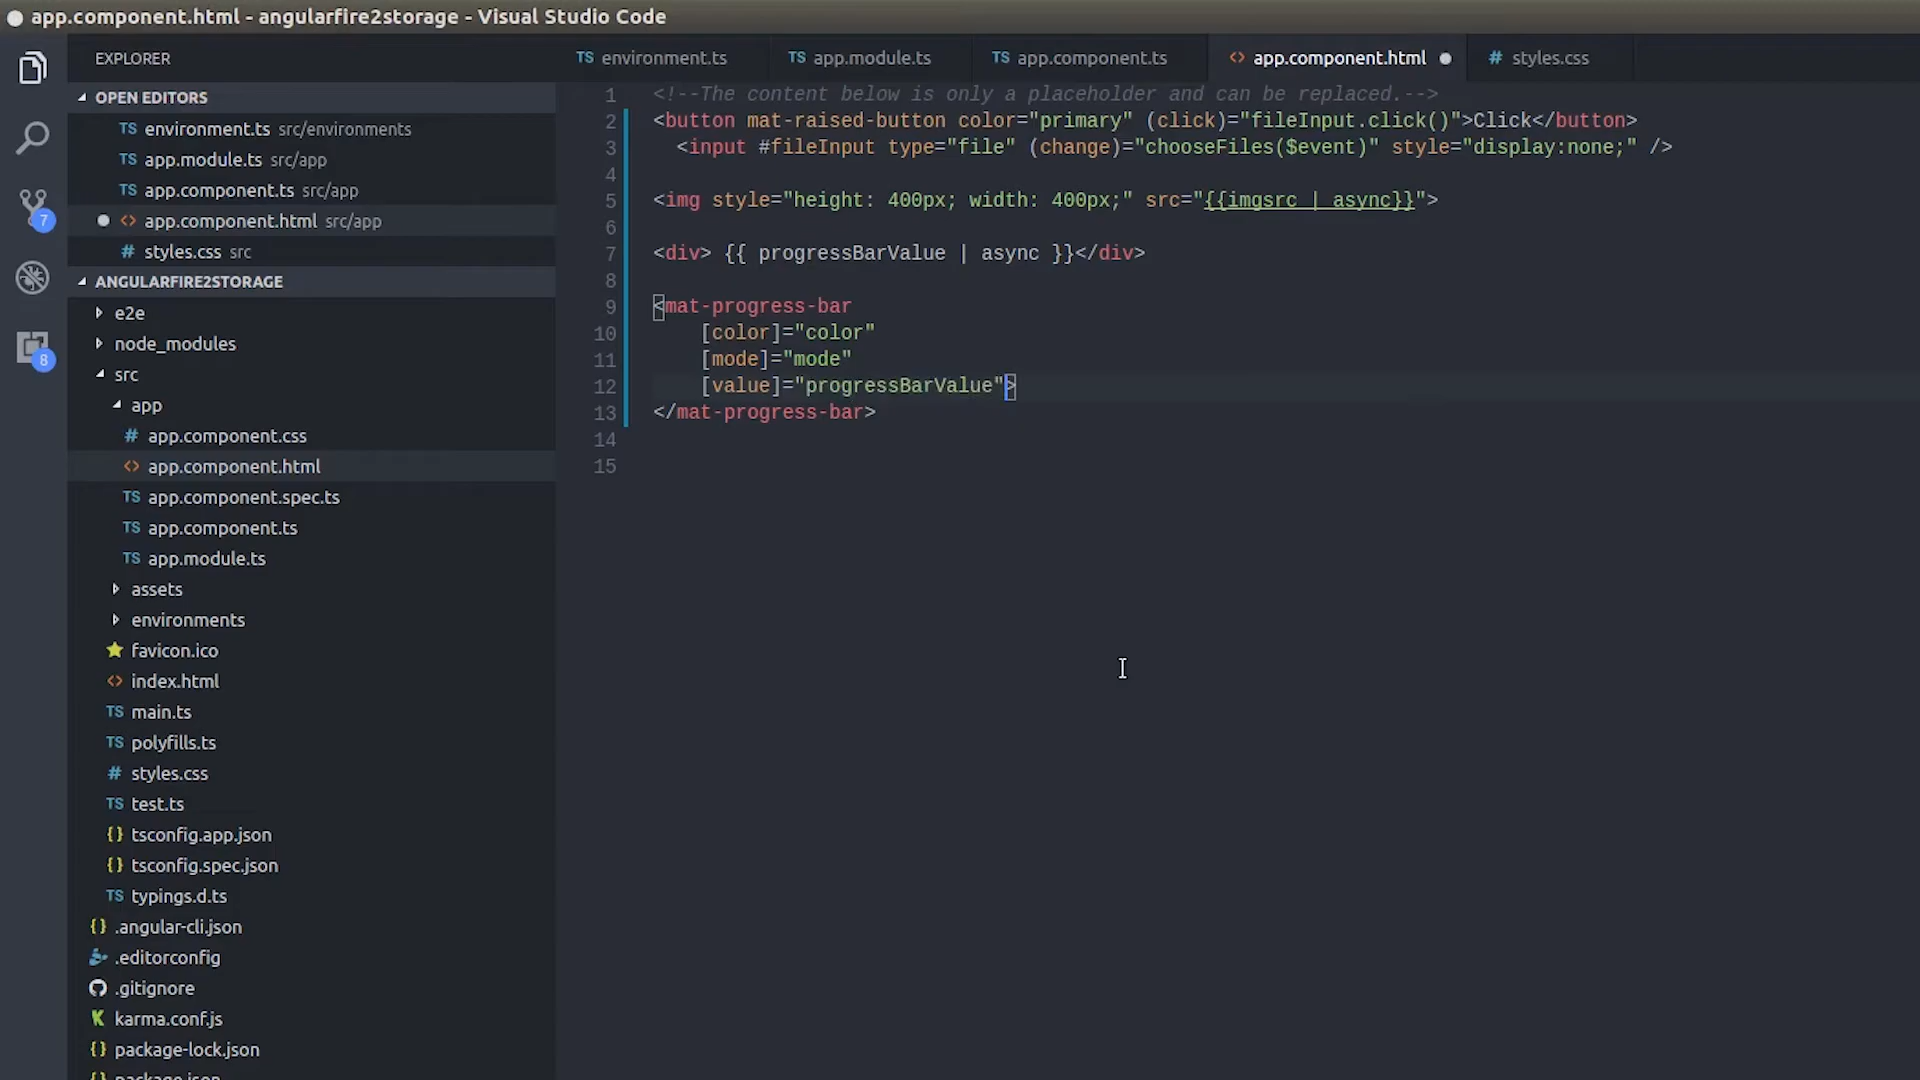 app.component.html - angularfire2storage - Visual Studio Code
EXPLORER
OPEN EDITORS
TS environment.ts src/environments
TS app.module.ts src/app
TS app.component.ts src/app
<> app.component.html src/app
# styles.css src
7
8
ANGULARFIRE2STORAGE
e2e
node_modules
src
app
# app.component.css
<> app.component.html
TS app.component.spec.ts
TS app.component.ts
TS app.module.ts
assets
environments
favicon.ico
<> index.html
TS main.ts
TS polyfills.ts
# styles.css
TS test.ts
{} tsconfig.app.json
{} tsconfig.spec.json
TS typings.d.ts
{} .angular-cli.json
.editorconfig
.gitignore
K karma.conf.js
{} package-lock.json
{} package.json
TS environment.ts TS app.module.ts TS app.component.ts <> app.component.html # styles.css
1 <!--The content below is only a placeholder and can be replaced.-->
2 <button mat-raised-button color="primary" (click)="fileInput.click()">Click</button>
3   <input #fileInput type="file" (change)="chooseFiles($event)" style="display:none;" />
4
5 <img style="height: 400px; width: 400px;" src="{{imgsrc | async}}">
6
7 <div> {{ progressBarValue | async }}</div>
8
9 <mat-progress-bar
10     [color]="color"
11     [mode]="mode"
12     [value]="progressBarValue">
13 </mat-progress-bar>
14
15